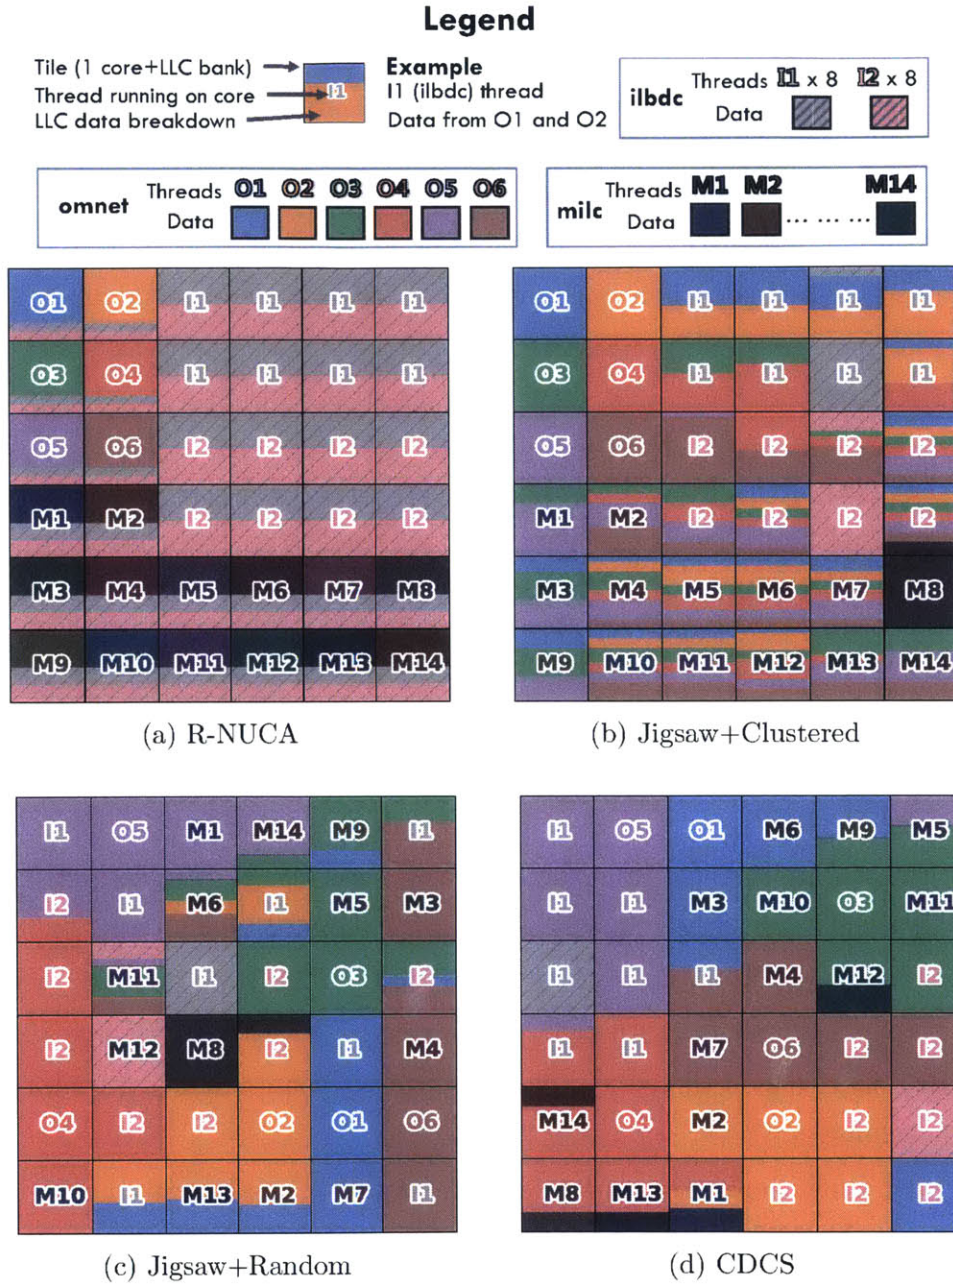 Legend
Tile (1 core+LLC bank)
Thread running on core
LLC data breakdown
I1
Example
I1 (ilbdc) thread
Data from O1 and O2
ilbdc
Threads I1 x 8 I2 x 8
Data
omnet
Threads O1 O2 O3 O4 O5 O6
Data
milc
Threads M1 M2 M14
Data ... ... ...
O1 O2 I1 I1 I1 I1
O3 O4 I1 I1 I1 I1
O5 O6 I2 I2 I2 I2
M1 M2 I2 I2 I2 I2
M3 M4 M5 M6 M7 M8
M9 M10 M11 M12 M13 M14
(a) R-NUCA
O1 O2 I1 I1 I1 I1
O3 O4 I1 I1 I1 I1
O5 O6 I2 I2 I2 I2
M1 M2 I2 I2 I2 I2
M3 M4 M5 M6 M7 M8
M9 M10 M11 M12 M13 M14
(b) Jigsaw+Clustered
I1 O5 M1 M14 M9 I1
I2 I1 M6 I1 M5 M3
I2 M11 I1 I2 O3 I2
I2 M12 M8 I2 I1 M4
O4 I2 I2 O2 O1 O6
M10 I1 M13 M2 M7 I1
(c) Jigsaw+Random
I1 O5 O1 M6 M9 M5
I1 I1 M3 M10 O3 M11
I1 I1 I1 M4 M12 I2
I1 I1 M7 O6 I2 I2
M14 O4 M2 O2 I2 I2
M8 M13 M1 I2 I2 I2
(d) CDCS